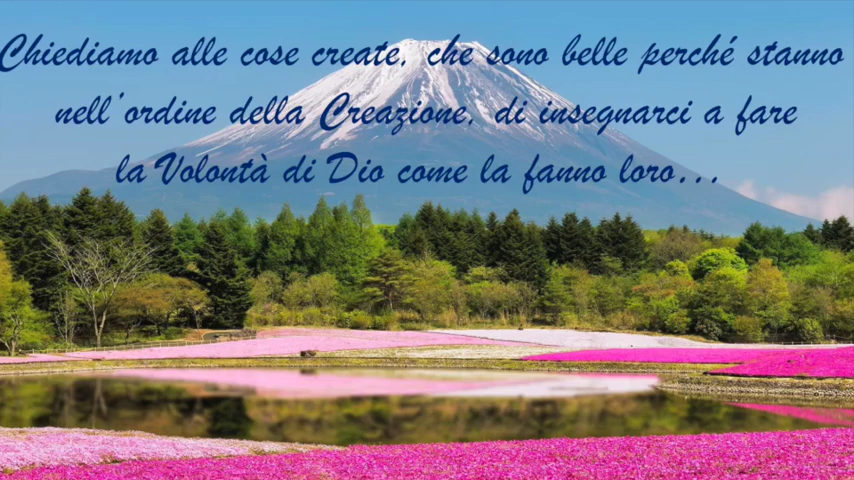 Chiediamo alle cose create, che sono belle perché stanno
nell'ordine della Creazione, di insegnarci a fare
la Volontà di Dio come la fanno loro...